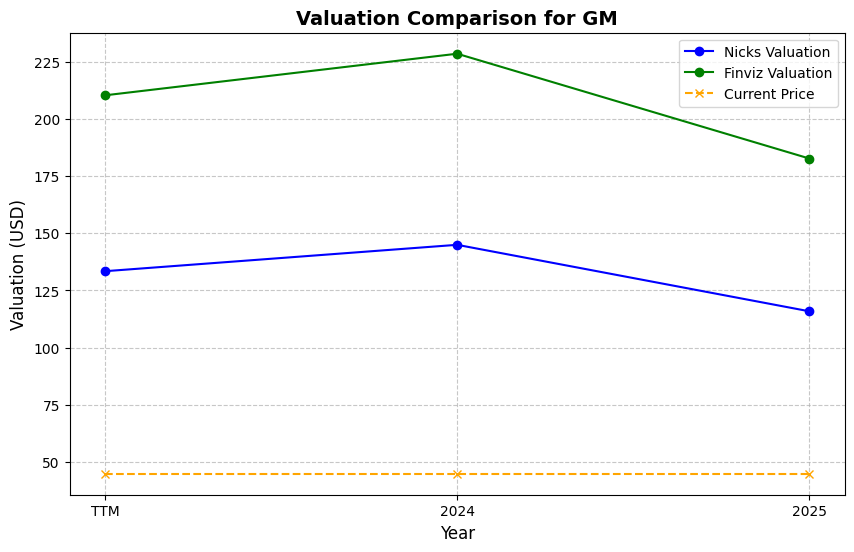 Valuation Comparison for GM
Nicks Valuation
Finviz Valuation
Current Price
Valuation (USD)
225
200
175
150
125
100
75
50
TTM
2024
2025
Year